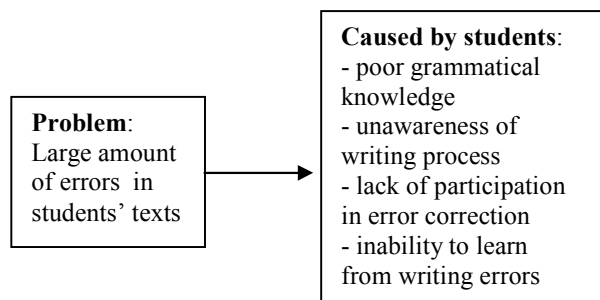 Problem:
Large amount
of errors in
students' texts
Caused by students:
- poor grammatical
knowledge
- unawareness of
writing process
- lack of participation
in error correction
- inability to learn
from writing errors